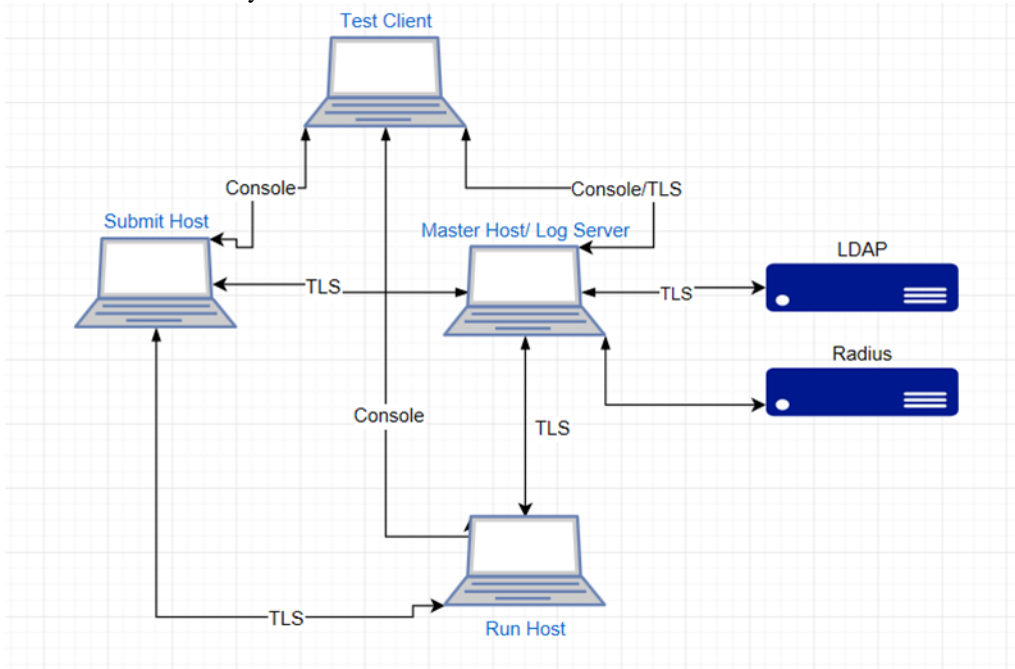 Test Client
Console
Console/TLS
Submit Host
Master Host/ Log Server
LDAP
TLS
TLS
Radius
Console
TLS
TLS
Run Host